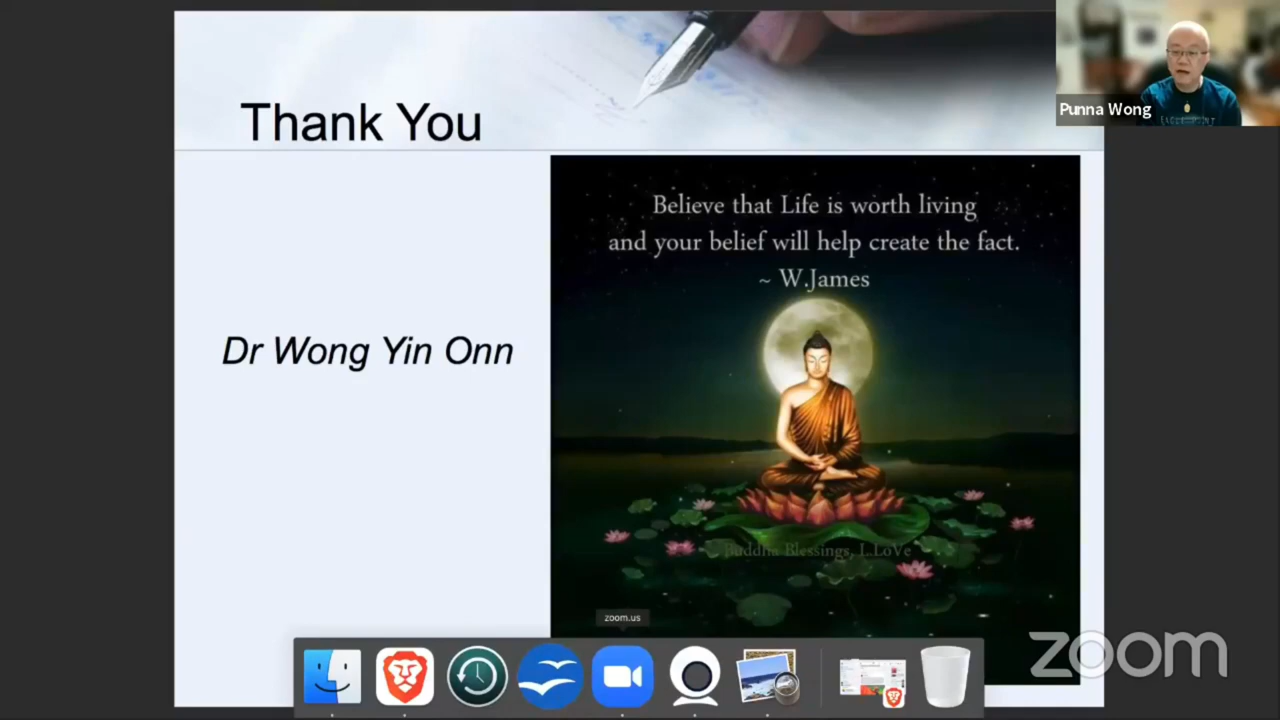 Thank You
Punna Wong
Believe that Life is worth living
and your belief will help create the fact.
~ W.James
Dr Wong Yin Onn
Buddha Blessings, L.LoVe
zoom.us
zoom